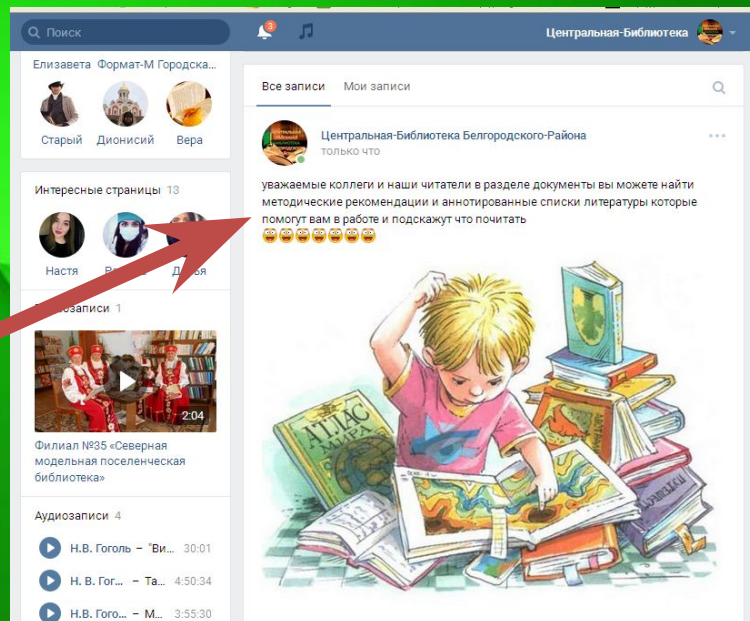 Поиск
3
Центральная-Библиотека
Елизавета Формат-М Городска...
Старый Дионисий Вера
Интересные страницы 13
Настя
Все записи Мои записи
Центральная-Библиотека Белгородского-Района
только что
уважаемые коллеги и наши читатели в разделе документы вы можете найти
методические рекомендации и аннотированные списки литературы которые
помогут вам в работе и подскажут что почитать
АТЛАС
МИРА
1
2:04
Филиал №35 «Северная
модельная поселенческая
библиотека»
Аудиозаписи 4
Н.В. Гоголь – "Ви... 30:01
Н. В. Гог... – Та... 4:50:34
Н.В. Гого... – М... 3:55:30